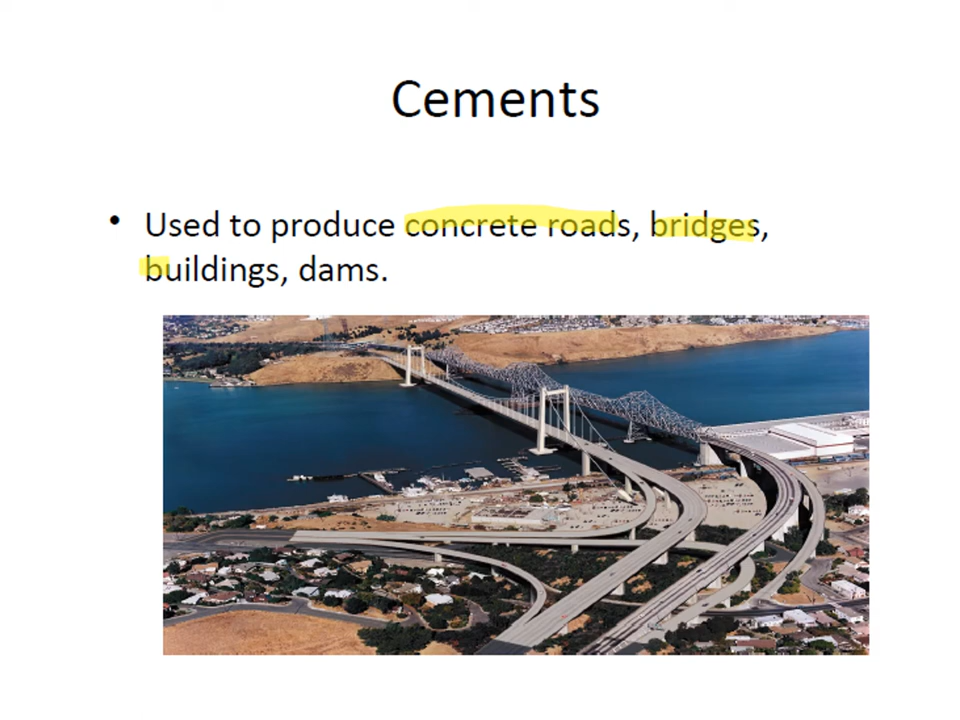 Cements
• Used to produce concrete roads, bridges,
buildings, dams.